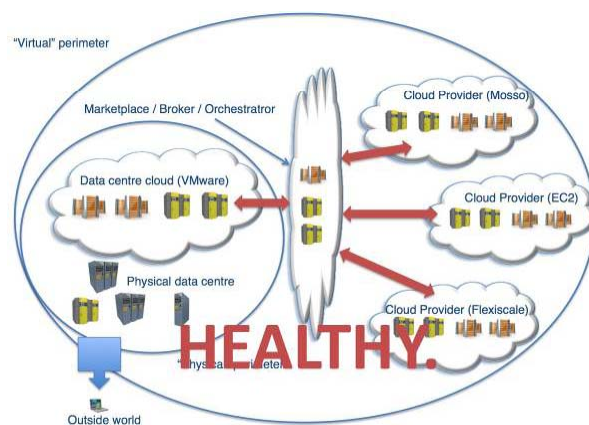 “Virtual” perimeter
Marketplace / Broker / Orchestratror
Cloud Provider (Mosso)
Data centre cloud (VMware)
Cloud Provider (EC2)
Physical data centre
Cloud Provider (Flexiscale)
HEALTHY.
Outside world